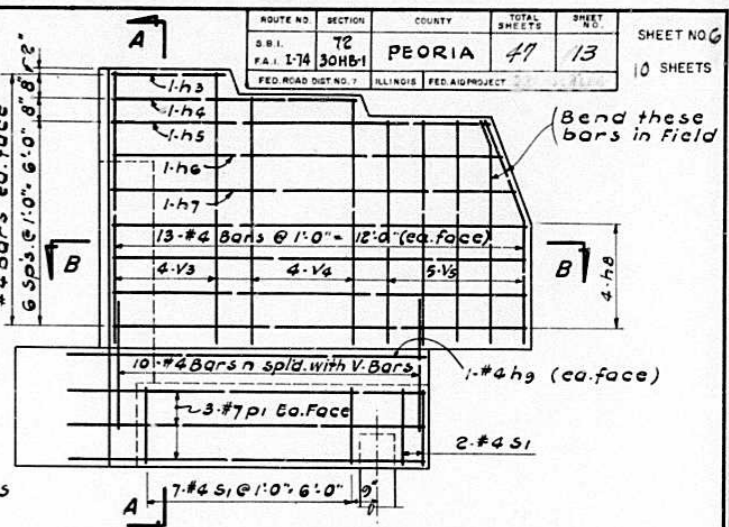 ROUTE NO. SECTION COUNTY TOTAL SHEETS SHEET NO.
S.B.I. 72 PEORIA 47 13
F.A.I. I-74 30HB-1
FED. ROAD DIST. NO. 7 ILLINOIS FED. AID PROJECT
SHEET NO 6
10 SHEETS
A
1-h3
1-h4
1-h5
1-h6
1-h7
Bend these
bars in Field
#4 Bars ea. face
6 sps. @ 1'-0" = 6'-0" 8" 8" 2"
13-#4 Bars @ 1'-0" = 12'-0" (ea. face)
B
B
4-V3 4-V4 5-V5
4-h8
10-#4 Bars n spl'd. with V-Bars
1-#4 h9 (ea. face)
3-#7 p1 Ea. Face
2-#4 S1
7-#4 S1 @ 1'-0" = 6'-0" 9"
A